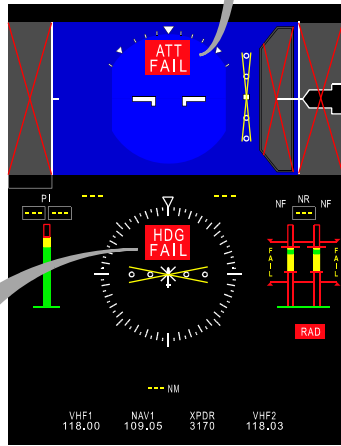 ATT
FAIL
PI
NF NR NF
--- --- --- --- ---
HDG
FAIL
FAIL FAIL
RAD
--- NM
VHF1 NAV1 XPDR VHF2
118.00 109.05 3170 118.03